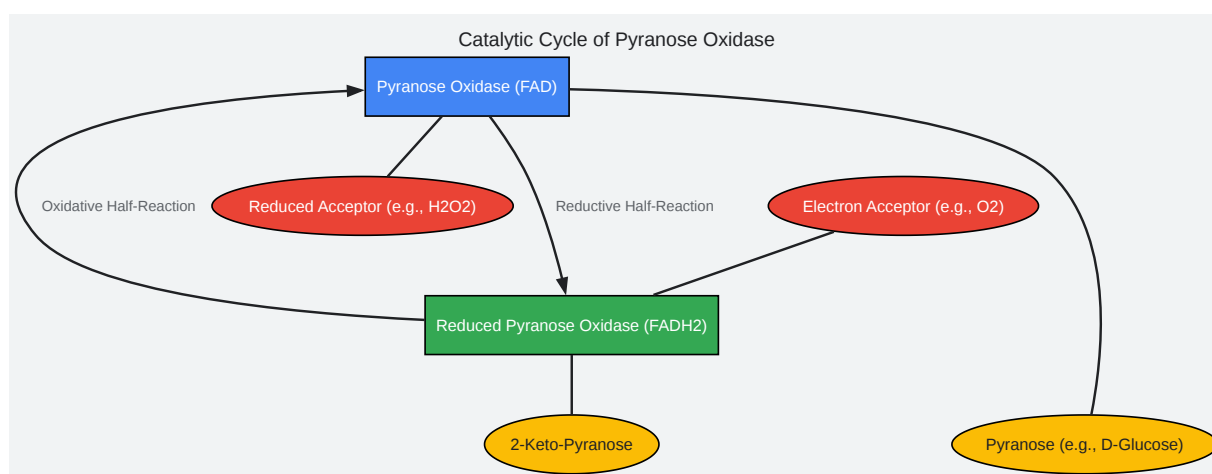 Catalytic Cycle of Pyranose Oxidase
Pyranose Oxidase (FAD)
Oxidative Half-Reaction
Reduced Acceptor (e.g., H2O2)
Reductive Half-Reaction
Electron Acceptor (e.g., O2)
Reduced Pyranose Oxidase (FADH2)
2-Keto-Pyranose
Pyranose (e.g., D-Glucose)